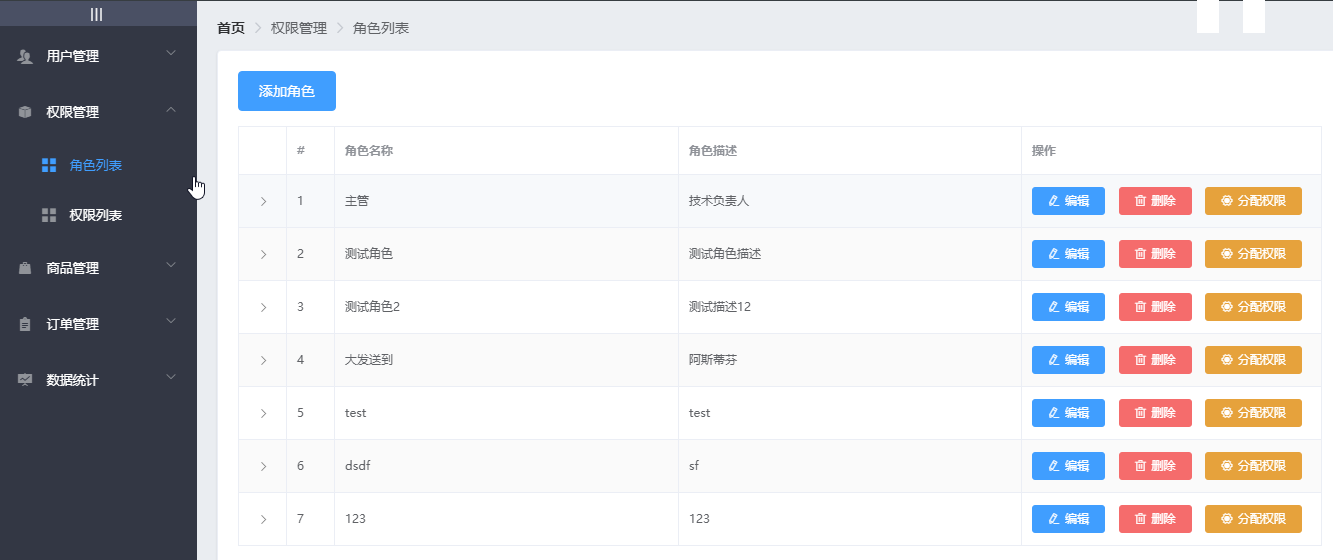 |||
首页 > 权限管理 > 角色列表
用户管理
权限管理
角色列表
权限列表
商品管理
订单管理
数据统计
添加角色
# 角色名称 角色描述 操作
1 主管 技术负责人 编辑 删除 分配权限
2 测试角色 测试角色描述 编辑 删除 分配权限
3 测试角色2 测试描述12 编辑 删除 分配权限
4 大发送到 阿斯蒂芬 编辑 删除 分配权限
5 test test 编辑 删除 分配权限
6 dsdf sf 编辑 删除 分配权限
7 123 123 编辑 删除 分配权限